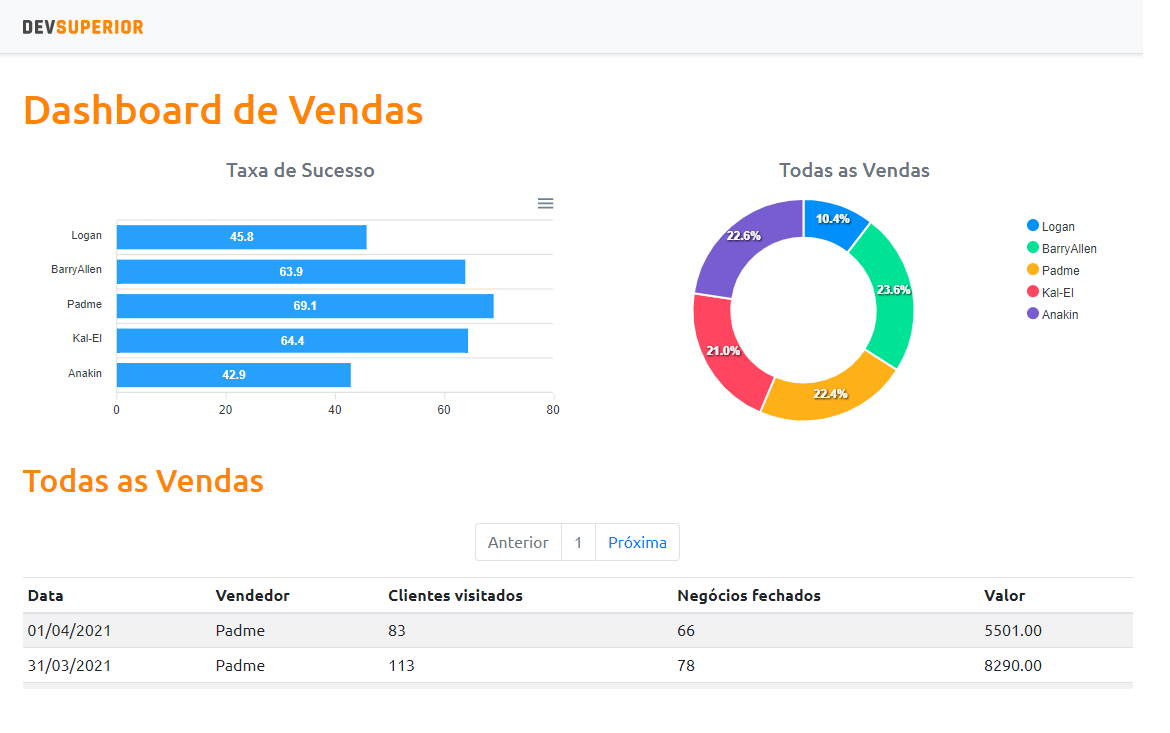 DEVSUPERIOR
Dashboard de Vendas
Taxa de Sucesso
Logan 45.8
BarryAllen 63.9
Padme 69.1
Kal-El 64.4
Anakin 42.9
0 20 40 60 80
Todas as Vendas
10.4%
23.6%
22.4%
21.0%
22.6%
Logan
BarryAllen
Padme
Kal-El
Anakin
Todas as Vendas
Anterior 1 Próxima
Data Vendedor Clientes visitados Negócios fechados Valor
01/04/2021 Padme 83 66 5501.00
31/03/2021 Padme 113 78 8290.00